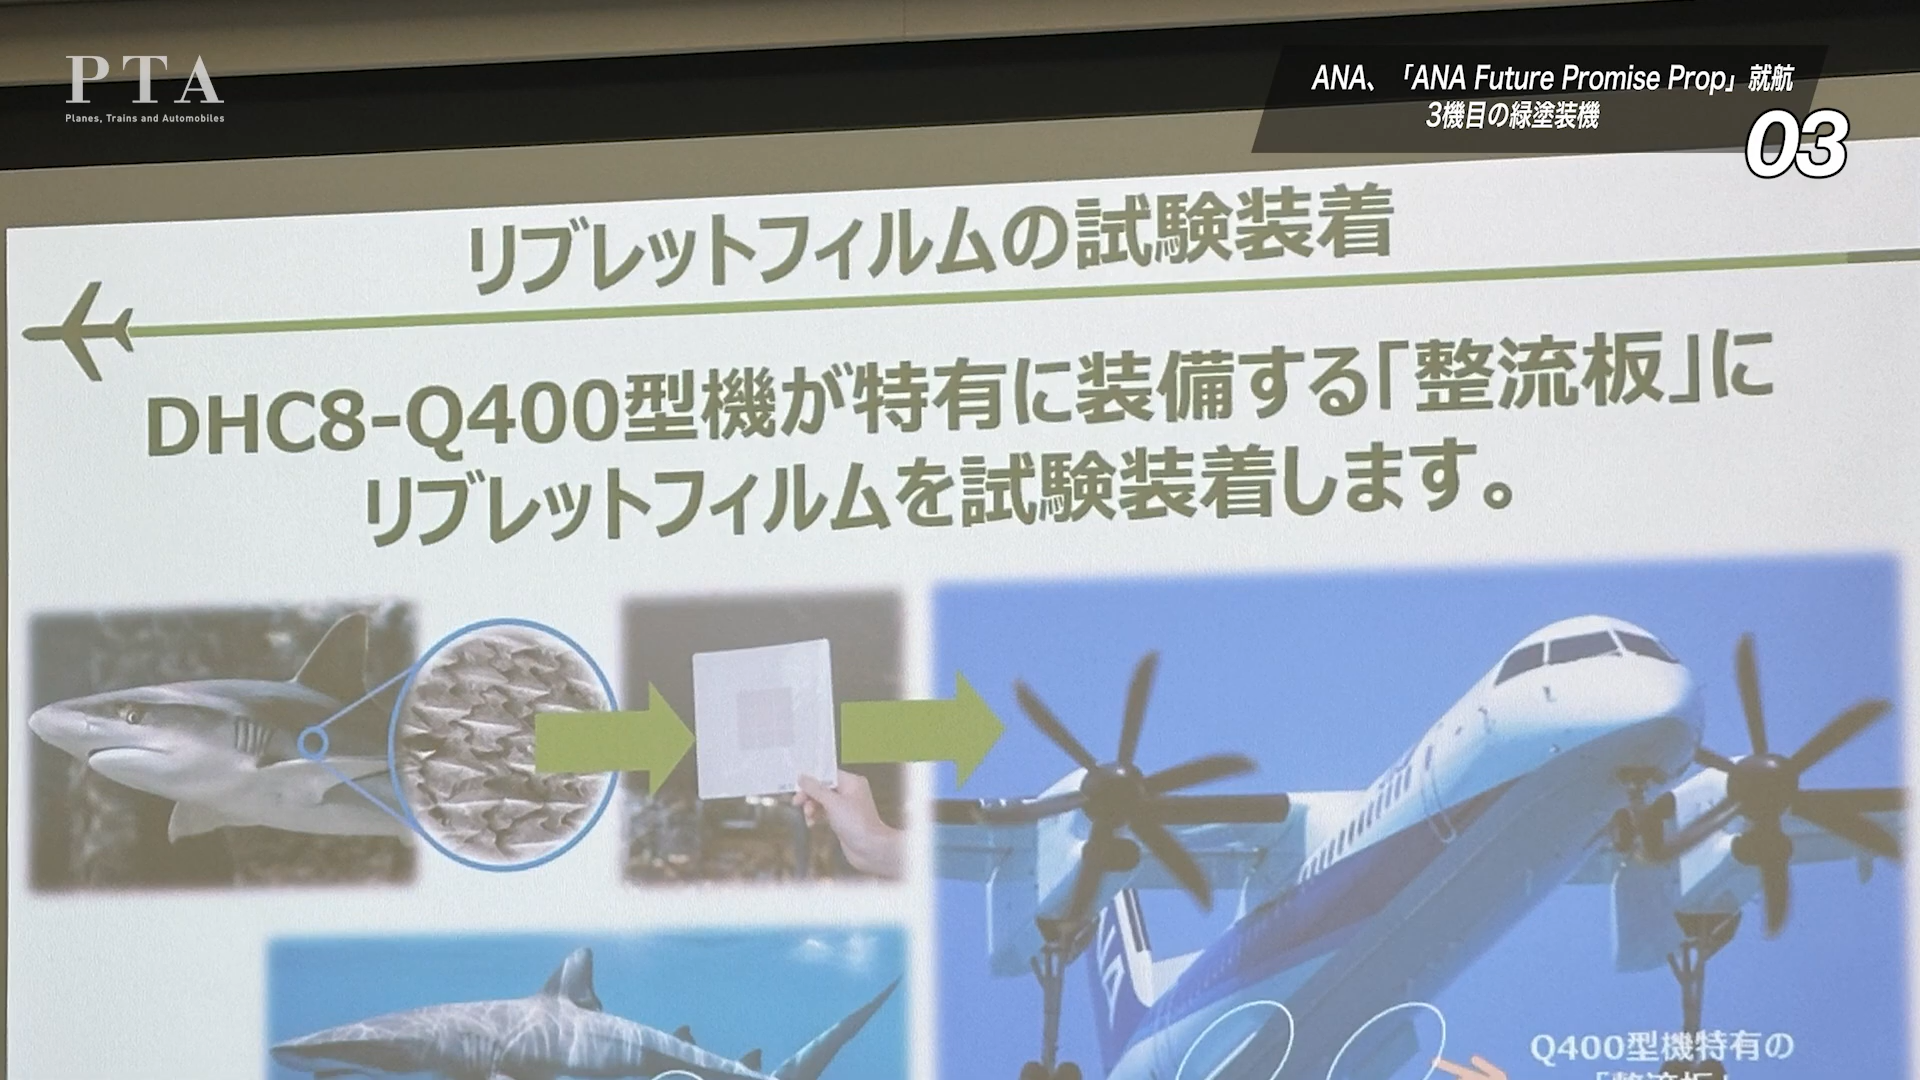 PTA
Planes, Trains and Automobiles
ANA、「ANA Future Promise Prop」就航
3機目の緑塗装機
03
リブレットフィルムの試験装着
DHC8-Q400型機が特有に装備する「整流板」に
リブレットフィルムを試験装着します。
Q400型機特有の
「整流板」